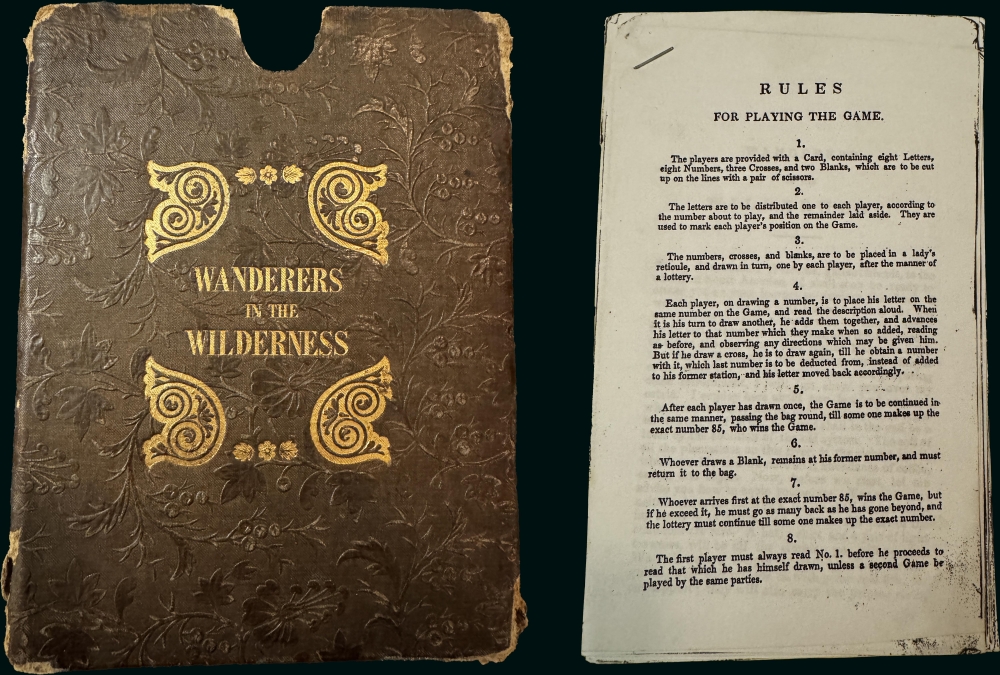 WANDERERS
IN THE
WILDERNESS
RULES
FOR PLAYING THE GAME.
1.
The players are provided with a Card, containing eight Letters,
eight Numbers, three Crosses, and two Blanks, which are to be cut
up on the lines with a pair of scissors.
2.
The letters are to be distributed one to each player, according to
the number about to play, and the remainder laid aside. They are
used to mark each player's position on the Game.
3.
The numbers, crosses, and blanks, are to be placed in a lady's
reticule, and drawn in turn, one by each player, after the manner of
a lottery.
4.
Each player, on drawing a number, is to place his letter on the
same number on the Game, and read the description aloud. When
it is his turn to draw another, he adds them together, and advances
his letter to that number which they make when so added, reading
as before, and observing any directions which may be given him.
But if he draw a cross, he is to draw again, till he obtain a number
with it, which last number is to be deducted from, instead of added
to his former station, and his letter moved back accordingly.
5.
After each player has drawn once, the Game is to be continued in
the same manner, passing the bag round, till some one makes up the
exact number 85, who wins the Game.
6.
Whoever draws a Blank, remains at his former number, and must
return it to the bag.
7.
Whoever arrives first at the exact number 85, wins the Game, but
if he exceed it, he must go as many back as he has gone beyond, and
the lottery must continue till some one makes up the exact number.
8.
The first player must always read No. 1. before he proceeds to
read that which he has himself drawn, unless a second Game be
played by the same parties.